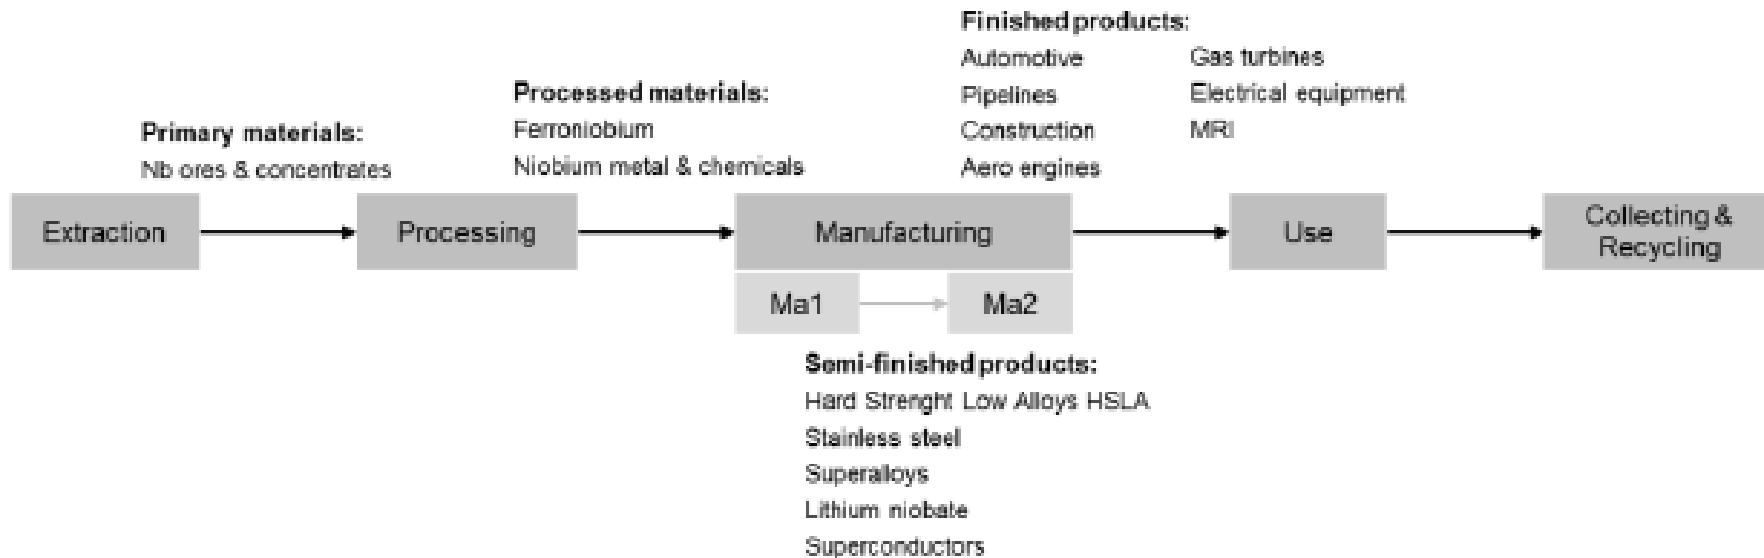 Finished products:
Automotive
Gas turbines
Pipelines
Electrical equipment
Construction
MRI
Aero engines
Processed materials:
Ferroniobium
Niobium metal & chemicals
Primary materials:
Nb ores & concentrates
Extraction
Processing
Manufacturing
Use
Collecting &
Recycling
Ma1
Ma2
Semi-finished products:
Hard Strenght Low Alloys HSLA
Stainless steel
Superalloys
Lithium niobate
Superconductors